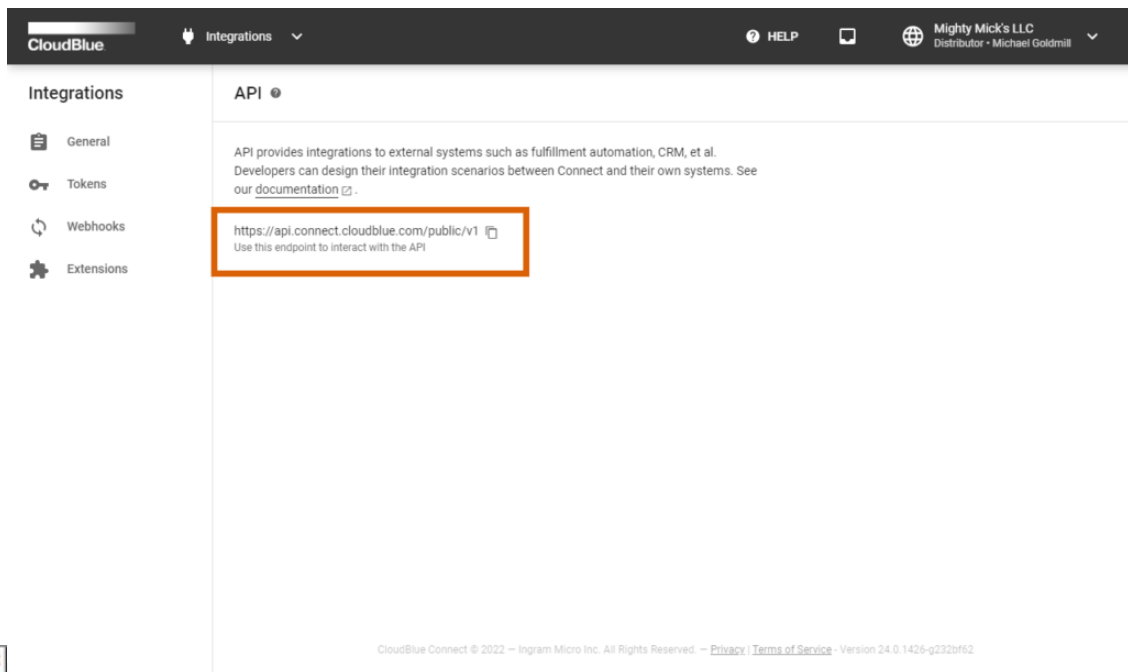 CloudBlue.
Integrations
HELP
Mighty Mick's LLC
Distributor • Michael Goldmill
Integrations
General
Tokens
Webhooks
Extensions
API
API provides integrations to external systems such as fulfillment automation, CRM, et al.
Developers can design their integration scenarios between Connect and their own systems. See
our documentation .
https://api.connect.cloudblue.com/public/v1
Use this endpoint to interact with the API
CloudBlue Connect © 2022 — Ingram Micro Inc. All Rights Reserved. — Privacy | Terms of Service - Version 24.0.1426-g232bf62